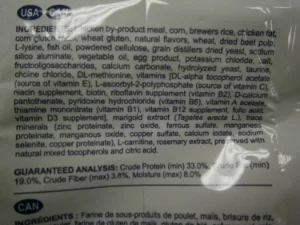 USA CAN
INGREDIENTS: Chicken by-product meal, corn, brewers rice, chicken fat,
corn gluten meal, wheat gluten, natural flavors, wheat, dried beet pulp,
L-lysine, fish oil, powdered cellulose, grain distillers dried yeast, sodium
silico aluminate, vegetable oil, egg product, potassium chloride, salt,
fructooligosaccharides, calcium carbonate, hydrolyzed yeast, taurine,
choline chloride, DL-methionine, vitamins [DL-alpha tocopherol acetate
(source of vitamin E), L-ascorbyl-2-polyphosphate (source of vitamin C),
niacin supplement, biotin, riboflavin supplement (vitamin B2), D-calcium
pantothenate, pyridoxine hydrochloride (vitamin B6), vitamin A acetate,
thiamine mononitrate (vitamin B1), vitamin B12 supplement, folic acid,
vitamin D3 supplement], marigold extract (Tagetes erecta L.), trace
minerals [zinc proteinate, zinc oxide, ferrous sulfate, manganese
proteinate, manganous oxide, copper sulfate, calcium iodate, sodium
selenite, copper proteinate], L-carnitine, rosemary extract, preserved with
natural mixed tocopherols and citric acid.
GUARANTEED ANALYSIS: Crude Protein (min) 33.0%, (min)
19.0%, Crude Fiber (max) 3.8%, Moisture (max) 8.0%
CAN
INGRÉDIENTS : Farine de sous-produits de poulet, maïs, brisure de riz,